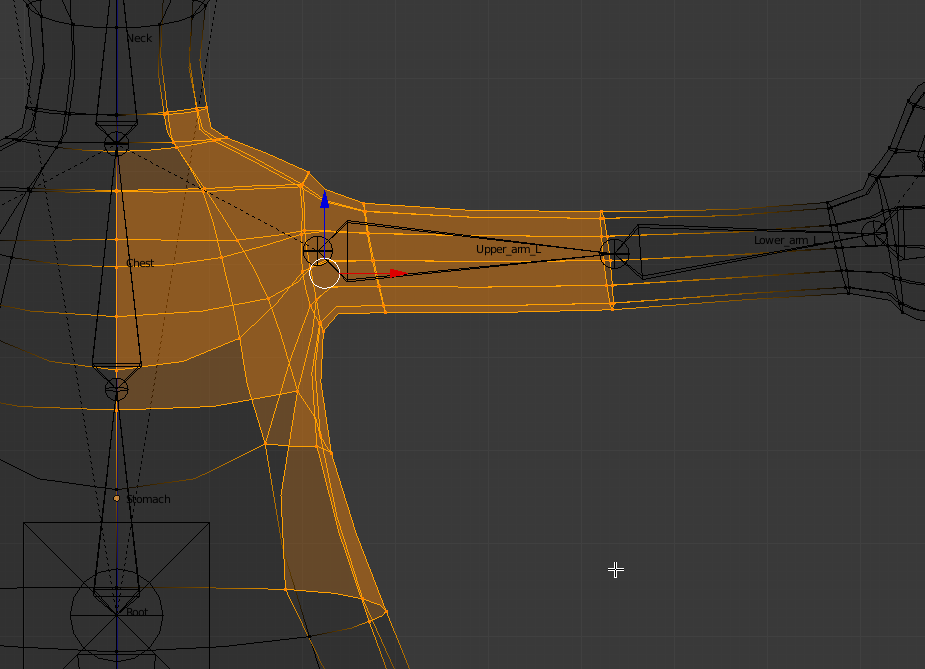 Neck
Upper_arm_L
Lower_arm_L
Chest
Stomach
Root